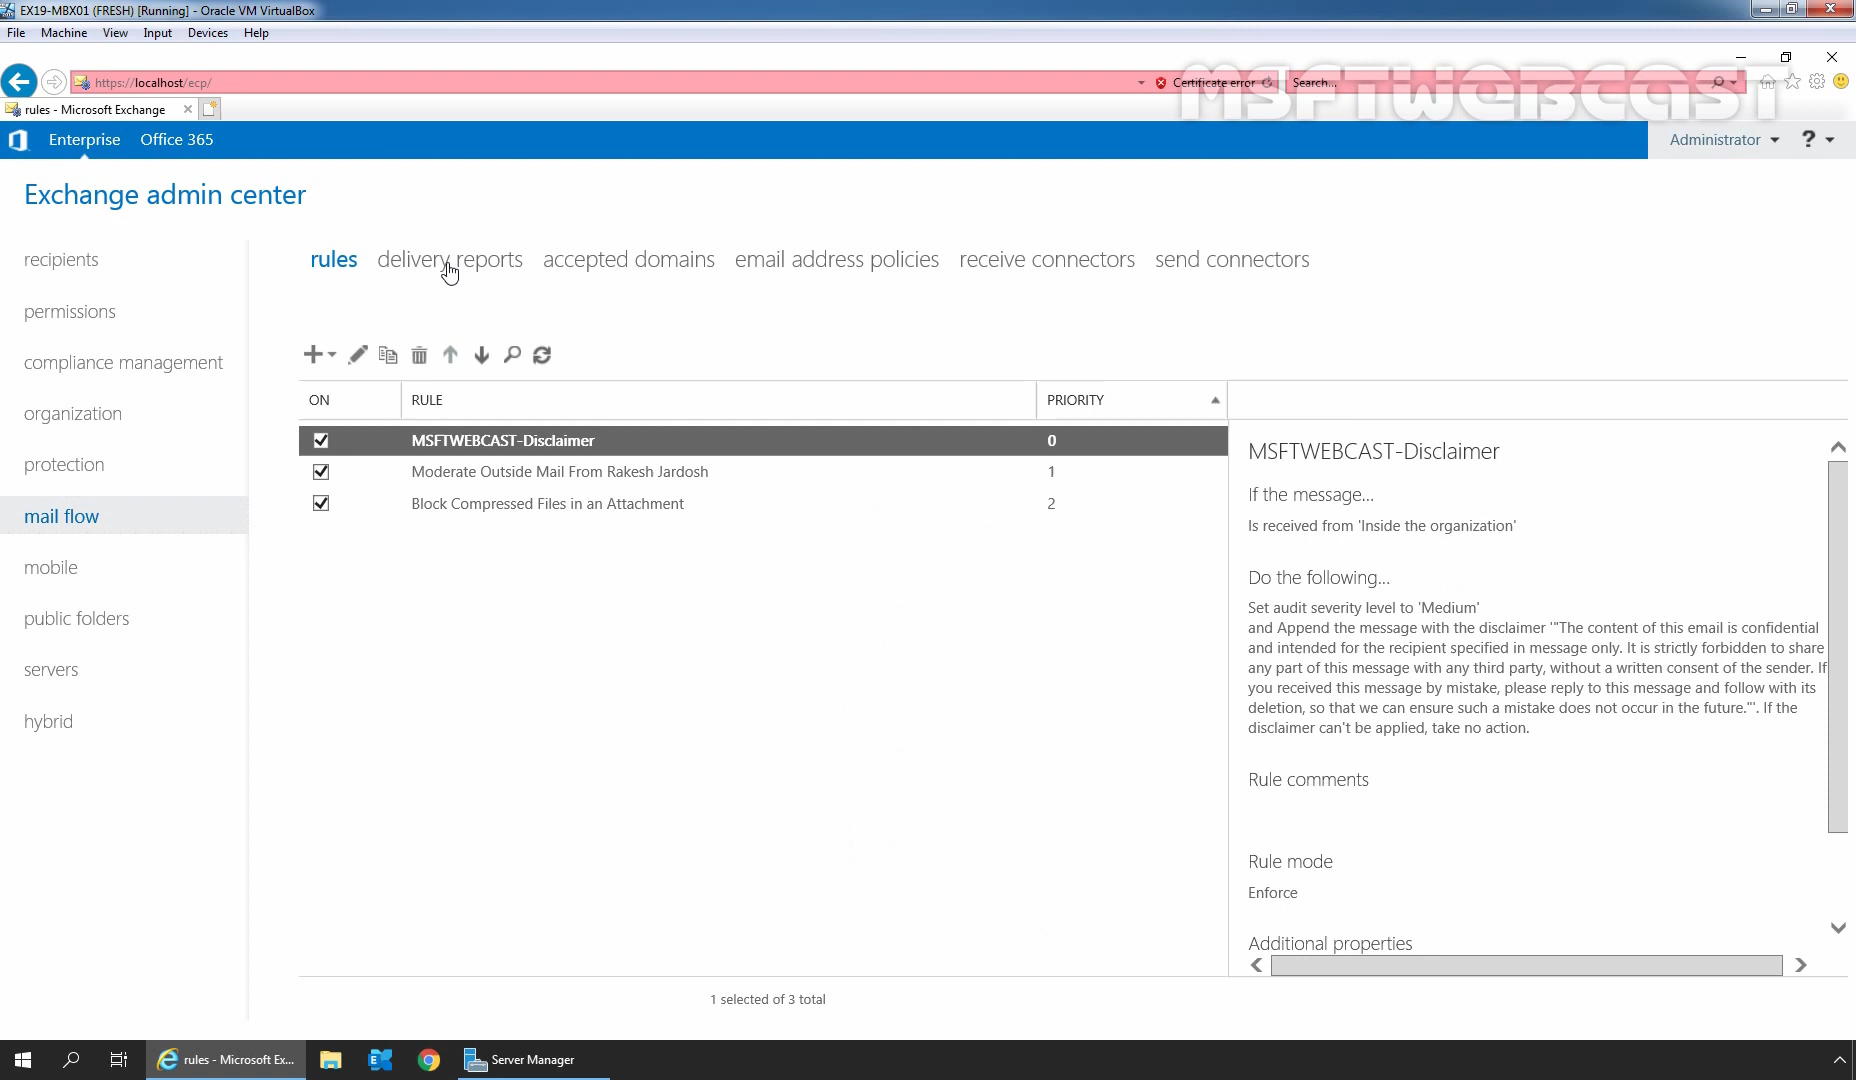 EX19-MBX01 (FRESH) [Running] - Oracle VM VirtualBox
File Machine View Input Devices Help
https://localhost/ecp/ Certificate error Search...
MSFTWEBCAST
rules - Microsoft Exchange
Enterprise Office 365 Administrator ?
Exchange admin center
recipients
permissions
compliance management
organization
protection
mail flow
mobile
public folders
servers
hybrid
rules delivery reports accepted domains email address policies receive connectors send connectors
ON RULE PRIORITY
MSFTWEBCAST-Disclaimer 0
Moderate Outside Mail From Rakesh Jardosh 1
Block Compressed Files in an Attachment 2
1 selected of 3 total
MSFTWEBCAST-Disclaimer
If the message...
Is received from 'Inside the organization'
Do the following...
Set audit severity level to 'Medium'
and Append the message with the disclaimer '"The content of this email is confidential
and intended for the recipient specified in message only. It is strictly forbidden to share
any part of this message with any third party, without a written consent of the sender. If
you received this message by mistake, please reply to this message and follow with its
deletion, so that we can ensure such a mistake does not occur in the future."'. If the
disclaimer can't be applied, take no action.
Rule comments
Rule mode
Enforce
Additional properties
rules - Microsoft Ex... Server Manager